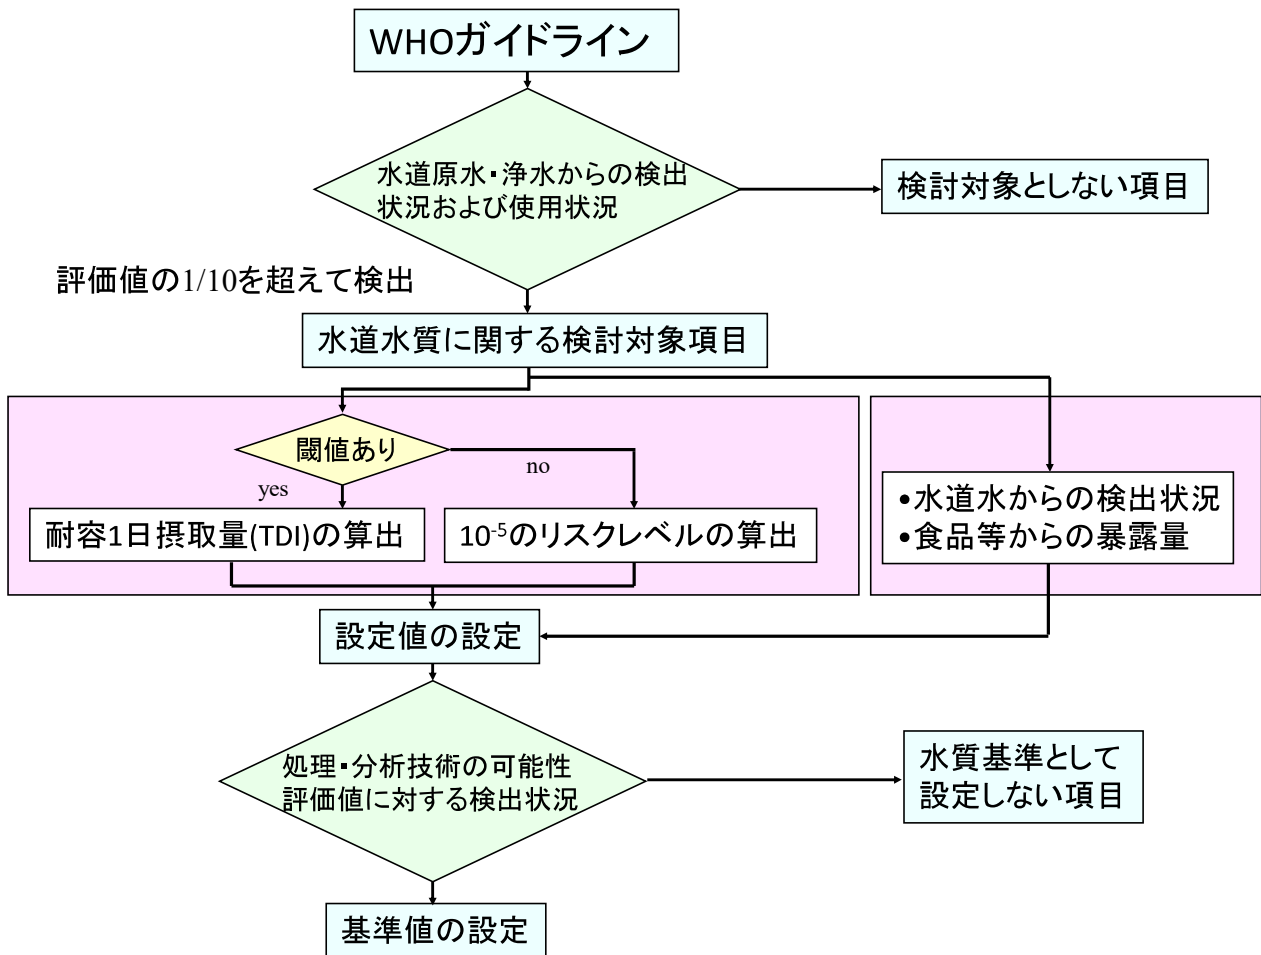 WHOガイドライン
水道原水・浄水からの検出
状況および使用状況
検討対象としない項目
評価値の1/10を超えて検出
水道水質に関する検討対象項目
閾値あり
no
yes
耐容1日摂取量(TDI)の算出
10-5のリスクレベルの算出
•水道水からの検出状況
•食品等からの暴露量
設定値の設定
処理・分析技術の可能性
評価値に対する検出状況
水質基準として
設定しない項目
基準値の設定